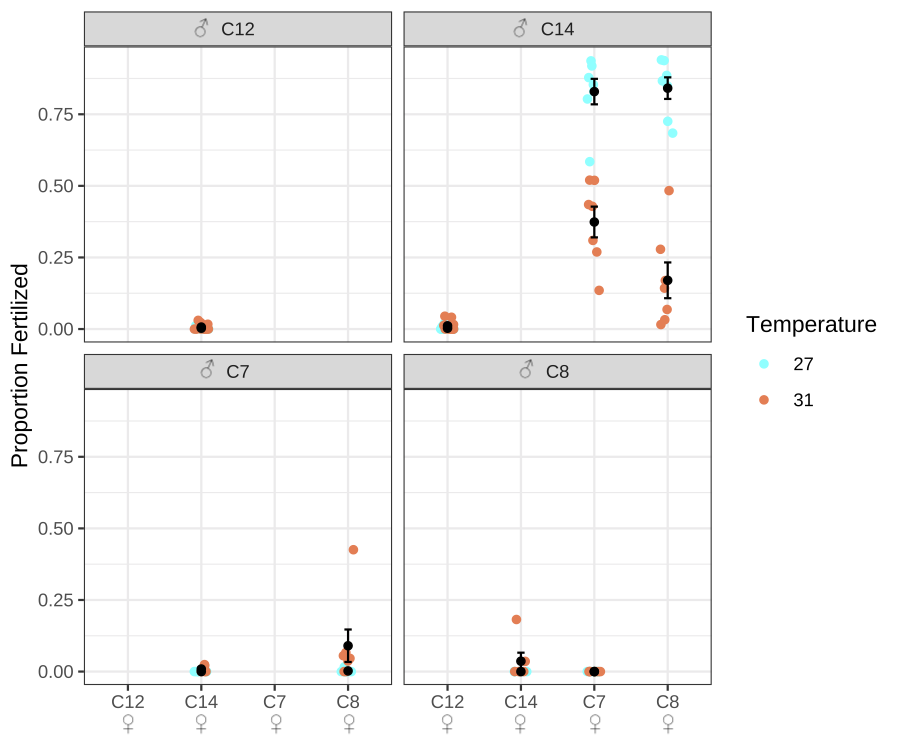 ♂ C12
♂ C14
0.75
0.50
0.25
0.00
♂ C7
♂ C8
0.75
0.50
0.25
0.00
Proportion Fertilized
C12 C14 C7 C8 C12 C14 C7 C8
♀ ♀ ♀ ♀ ♀ ♀ ♀ ♀
Temperature
27
31